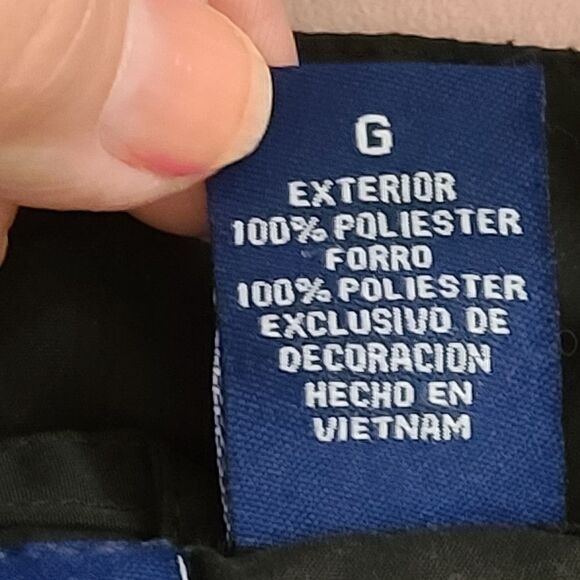 G
EXTERIOR
100% POLIESTER
FORRO
100% POLIESTER
EXCLUSIVO DE
DECORACION
HECHO EN
VIETNAM